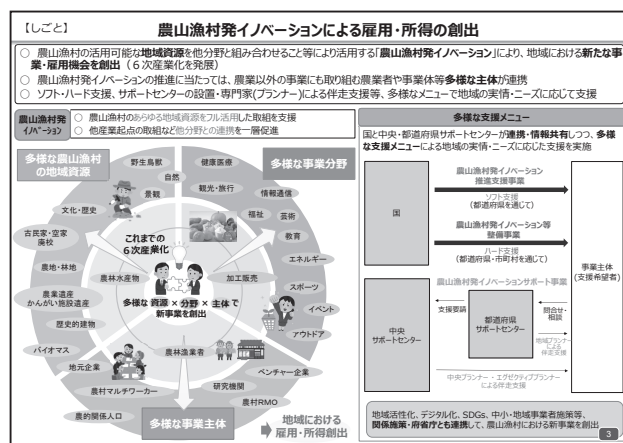 【しごと】
農山漁村発イノベーションによる雇用・所得の創出
○ 農山漁村の活用可能な地域資源を他分野と組み合わせること等により活用する「農山漁村発イノベーション」により、地域における新たな事
業・雇用機会を創出(6次産業化を発展)
○ 農山漁村発イノベーションの推進に当たっては、農業以外の事業にも取り組む農業者や事業体等多様な主体が連携
○ ソフト・ハード支援、サポートセンターの設置・専門家(プランナー)による伴走支援等、多様なメニューで地域の実情・ニーズに応じて支援
農山漁村発
イノベーション
○ 農山漁村のあらゆる地域資源をフル活用した取組を支援
○ 他産業起点の取組など他分野との連携を一層促進
多様な農山漁村
の地域資源
多様な事業分野
野生鳥獣
健康医療
自然
景観
観光・旅行
情報通信
文化・歴史
福祉
芸術
古民家・空家
廃校
これまでの
6次産業化
教育
農地・林地
エネルギー
農林水産物
加工販売
農業遺産
かんがい施設遺産
スポーツ
多様な 資源 × 分野 × 主体で
新事業を創出
イベント
歴史的建物
アウトドア
バイオマス
農林漁業者
地元企業
ベンチャー企業
農村マルチワーカー
研究機関
農村RMO
農的関係人口
多様な事業主体
地域における
雇用・所得創出
多様な支援メニュー
国と中央・都道府県サポートセンターが連携・情報共有しつつ、多様
な支援メニューによる地域の実情・ニーズに応じた支援を実施
国
農山漁村発イノベーション
推進支援事業
ソフト支援
(都道府県を通じて)
農山漁村発イノベーション等
整備事業
ハード支援
(都道府県・市町村を通じて)
事業主体
(支援希望者)
農山漁村発イノベーションサポート事業
中央
サポートセンター
支援要請
都道府県
サポートセンター
問合せ・
相談
地域プランナー
による
伴走支援
中央プランナー・エグゼクティブプランナー
による伴走支援
地域活性化、デジタル化、SDGs、中小・地域事業者施策等、
関係施策・府省庁とも連携して、農山漁村における新事業を創出
3